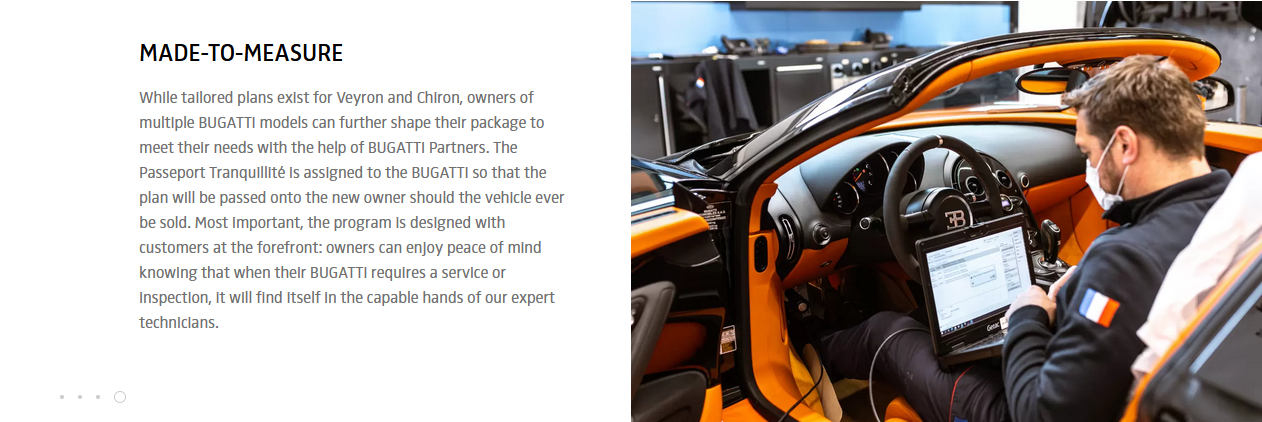 MADE-TO-MEASURE
While tailored plans exist for Veyron and Chiron, owners of
multiple BUGATTI models can further shape their package to
meet their needs with the help of BUGATTI Partners. The
Passeport Tranquillité is assigned to the BUGATTI so that the
plan will be passed onto the new owner should the vehicle ever
be sold. Most important, the program is designed with
customers at the forefront: owners can enjoy peace of mind
knowing that when their BUGATTI requires a service or
inspection, it will find itself in the capable hands of our expert
technicians.
EB
Getac